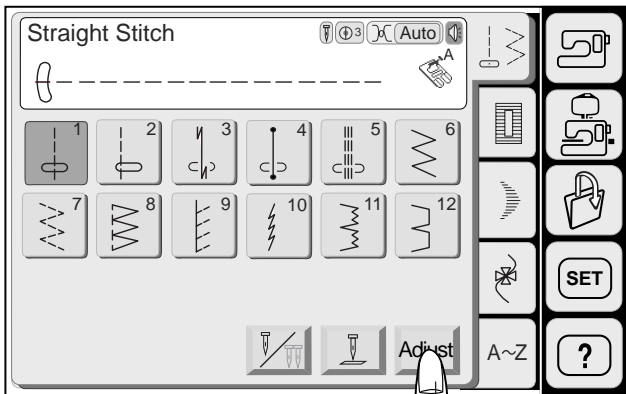 Straight Stitch
3
Auto
A
1 2 3 4 5 6
7 8 9 10 11 12
Adjust
A~Z
SET
?